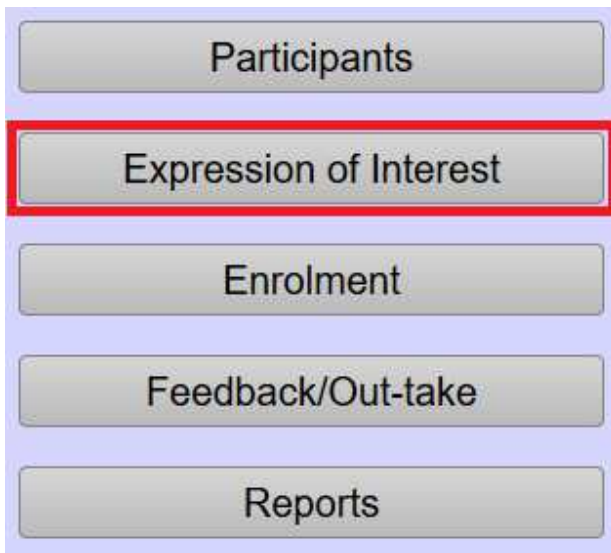 Participants
Expression of Interest
Enrolment
Feedback/Out-take
Reports